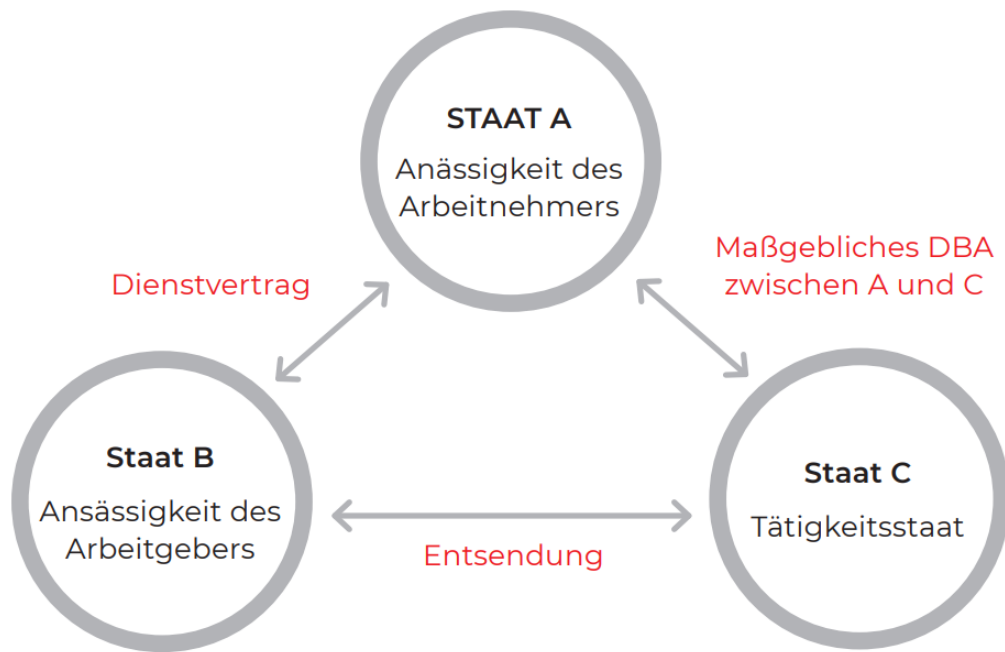 STAAT A
Anässigkeit des
Arbeitnehmers
Maßgebliches DBA
zwischen A und C
Dienstvertrag
Staat B
Ansässigkeit des
Arbeitgebers
Staat C
Tätigkeitsstaat
Entsendung